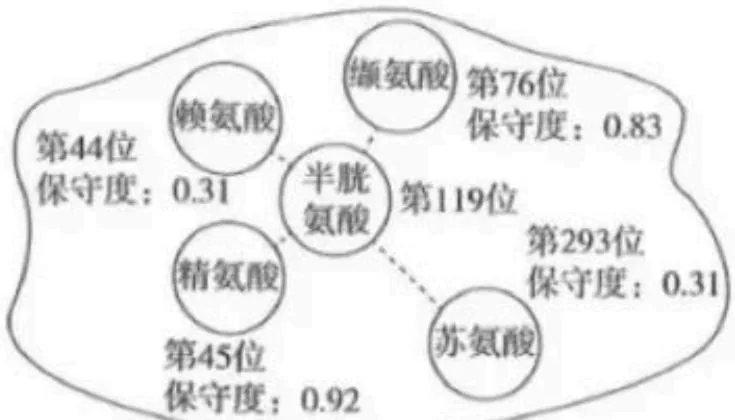 缬氨酸
第76位
保守度：0.83
赖氨酸
第44位
保守度：0.31
半胱
氨酸
第119位
精氨酸
第45位
保守度：0.92
第293位
保守度：0.31
苏氨酸